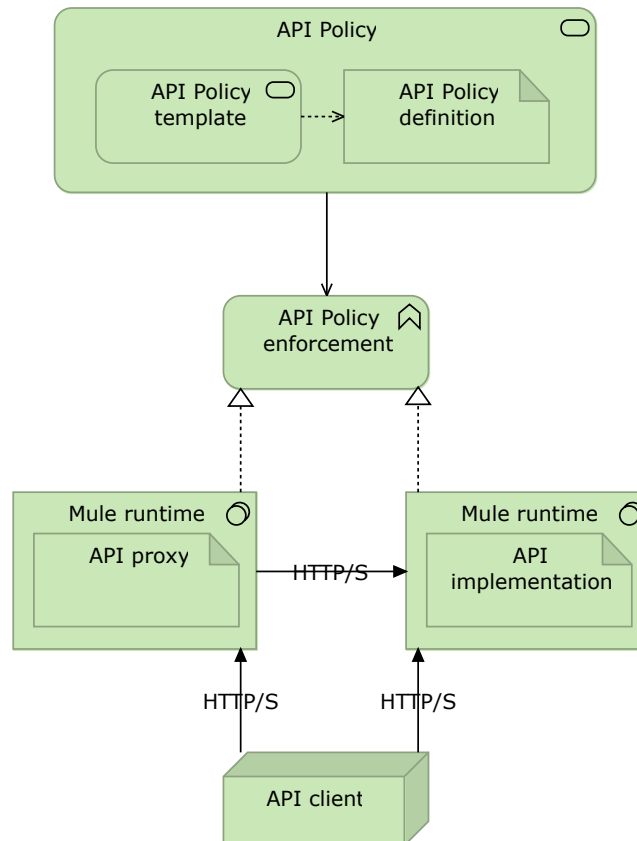 API Policy
API Policy
template
API Policy
definition
API Policy
enforcement
Mule runtime
API proxy
HTTP/S
Mule runtime
API
implementation
HTTP/S
HTTP/S
API client